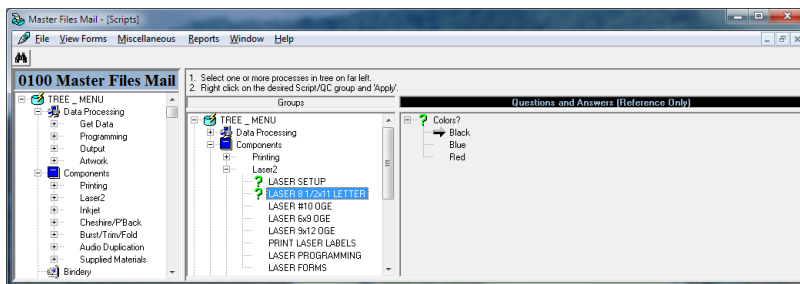 Master Files Mail - [Scripts]
File View Forms Miscellaneous Reports Window Help
0100 Master Files Mail
TREE _ MENU
Data Processing
Get Data
Programming
Output
Artwork
Components
Printing
Laser2
Inkjet
Cheshire/P'Back
Burst/Trim/Fold
Audio Duplication
Supplied Materials
Bindery
1. Select one or more processes in tree on far left.
2. Right click on the desired Script/QC group and 'Apply'.
Groups
TREE _ MENU
Data Processing
Components
Printing
Laser2
? LASER SETUP
? LASER 8 1/2x11 LETTER
LASER #10 OGE
LASER 6x9 OGE
LASER 9x12 OGE
PRINT LASER LABELS
LASER PROGRAMMING
LASER FORMS
Questions and Answers (Reference Only)
? Colors?
Black
Blue
Red